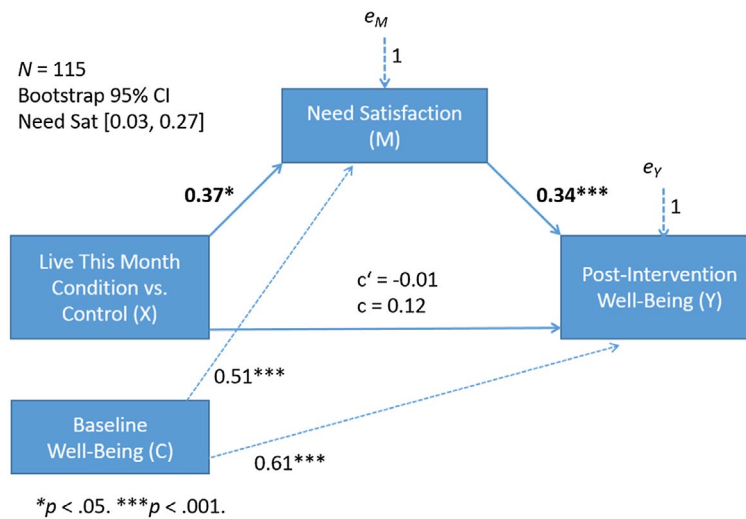 e_M
1
N = 115
Bootstrap 95% CI
Need Sat [0.03, 0.27]
Need Satisfaction
(M)
0.37*
0.34***
e_Y
1
Live This Month
Condition vs.
Control (X)
c‘ = -0.01
c = 0.12
Post-Intervention
Well-Being (Y)
0.51***
Baseline
Well-Being (C)
0.61***
*p < .05. ***p < .001.